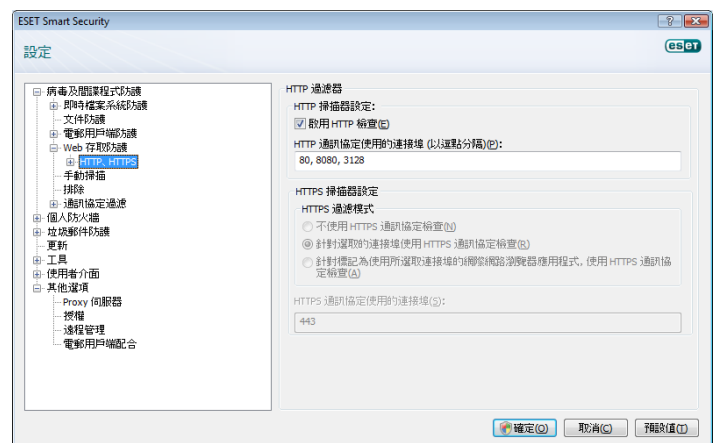 ESET Smart Security
設定
eset
病毒及間諜程式防護
即時檔案系統防護
文件防護
電郵用戶端防護
Web 存取防護
HTTP、HTTPS
手動掃描
排除
通訊協定過濾
個人防火牆
垃圾郵件防護
更新
工具
使用者介面
其他選項
Proxy 伺服器
授權
遠程管理
電郵用戶端配合
HTTP 過濾器
HTTP 掃描器設定:
啟用 HTTP 檢查(E)
HTTP 通訊協定使用的連接埠 (以逗點分隔)(P):
80, 8080, 3128
HTTPS 掃描器設定
HTTPS 過濾模式
不使用 HTTPS 通訊協定檢查(N)
針對選取的連接埠使用 HTTPS 通訊協定檢查(R)
針對標記為使用所選取連接埠的網際網路瀏覽器應用程式，使用 HTTPS 通訊協
定檢查(A)
HTTPS 通訊協定使用的連接埠(S):
443
確定(O)
取消(C)
預設值(T)